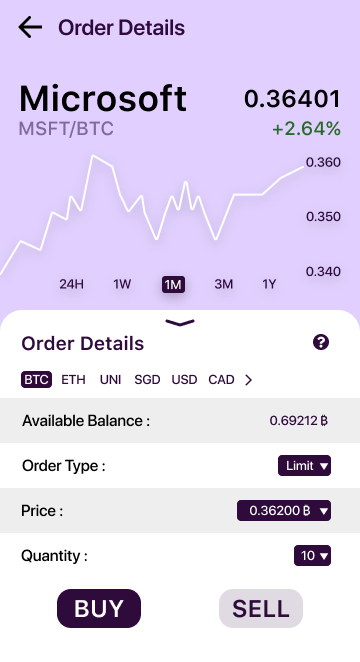 Order Details
Microsoft 0.36401
MSFT/BTC +2.64%
0.360
0.350
0.340
24H 1W 1M 3M 1Y
Order Details ?
BTC ETH UNI SGD USD CAD
Available Balance : 0.69212 ₿
Order Type : Limit
Price : 0.36200 ₿
Quantity : 10
BUY SELL